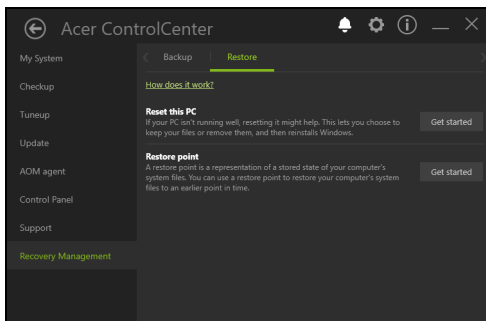 Acer ControlCenter
My System
Checkup
Tuneup
Update
AOM agent
Control Panel
Support
Recovery Management
Backup
Restore
How does it work?
Reset this PC
If your PC isn't running well, resetting it might help. This lets you choose to
keep your files or remove them, and then reinstalls Windows.
Get started
Restore point
A restore point is a representation of a stored state of your computer's
system files. You can use a restore point to restore your computer's system
files to an earlier point in time.
Get started